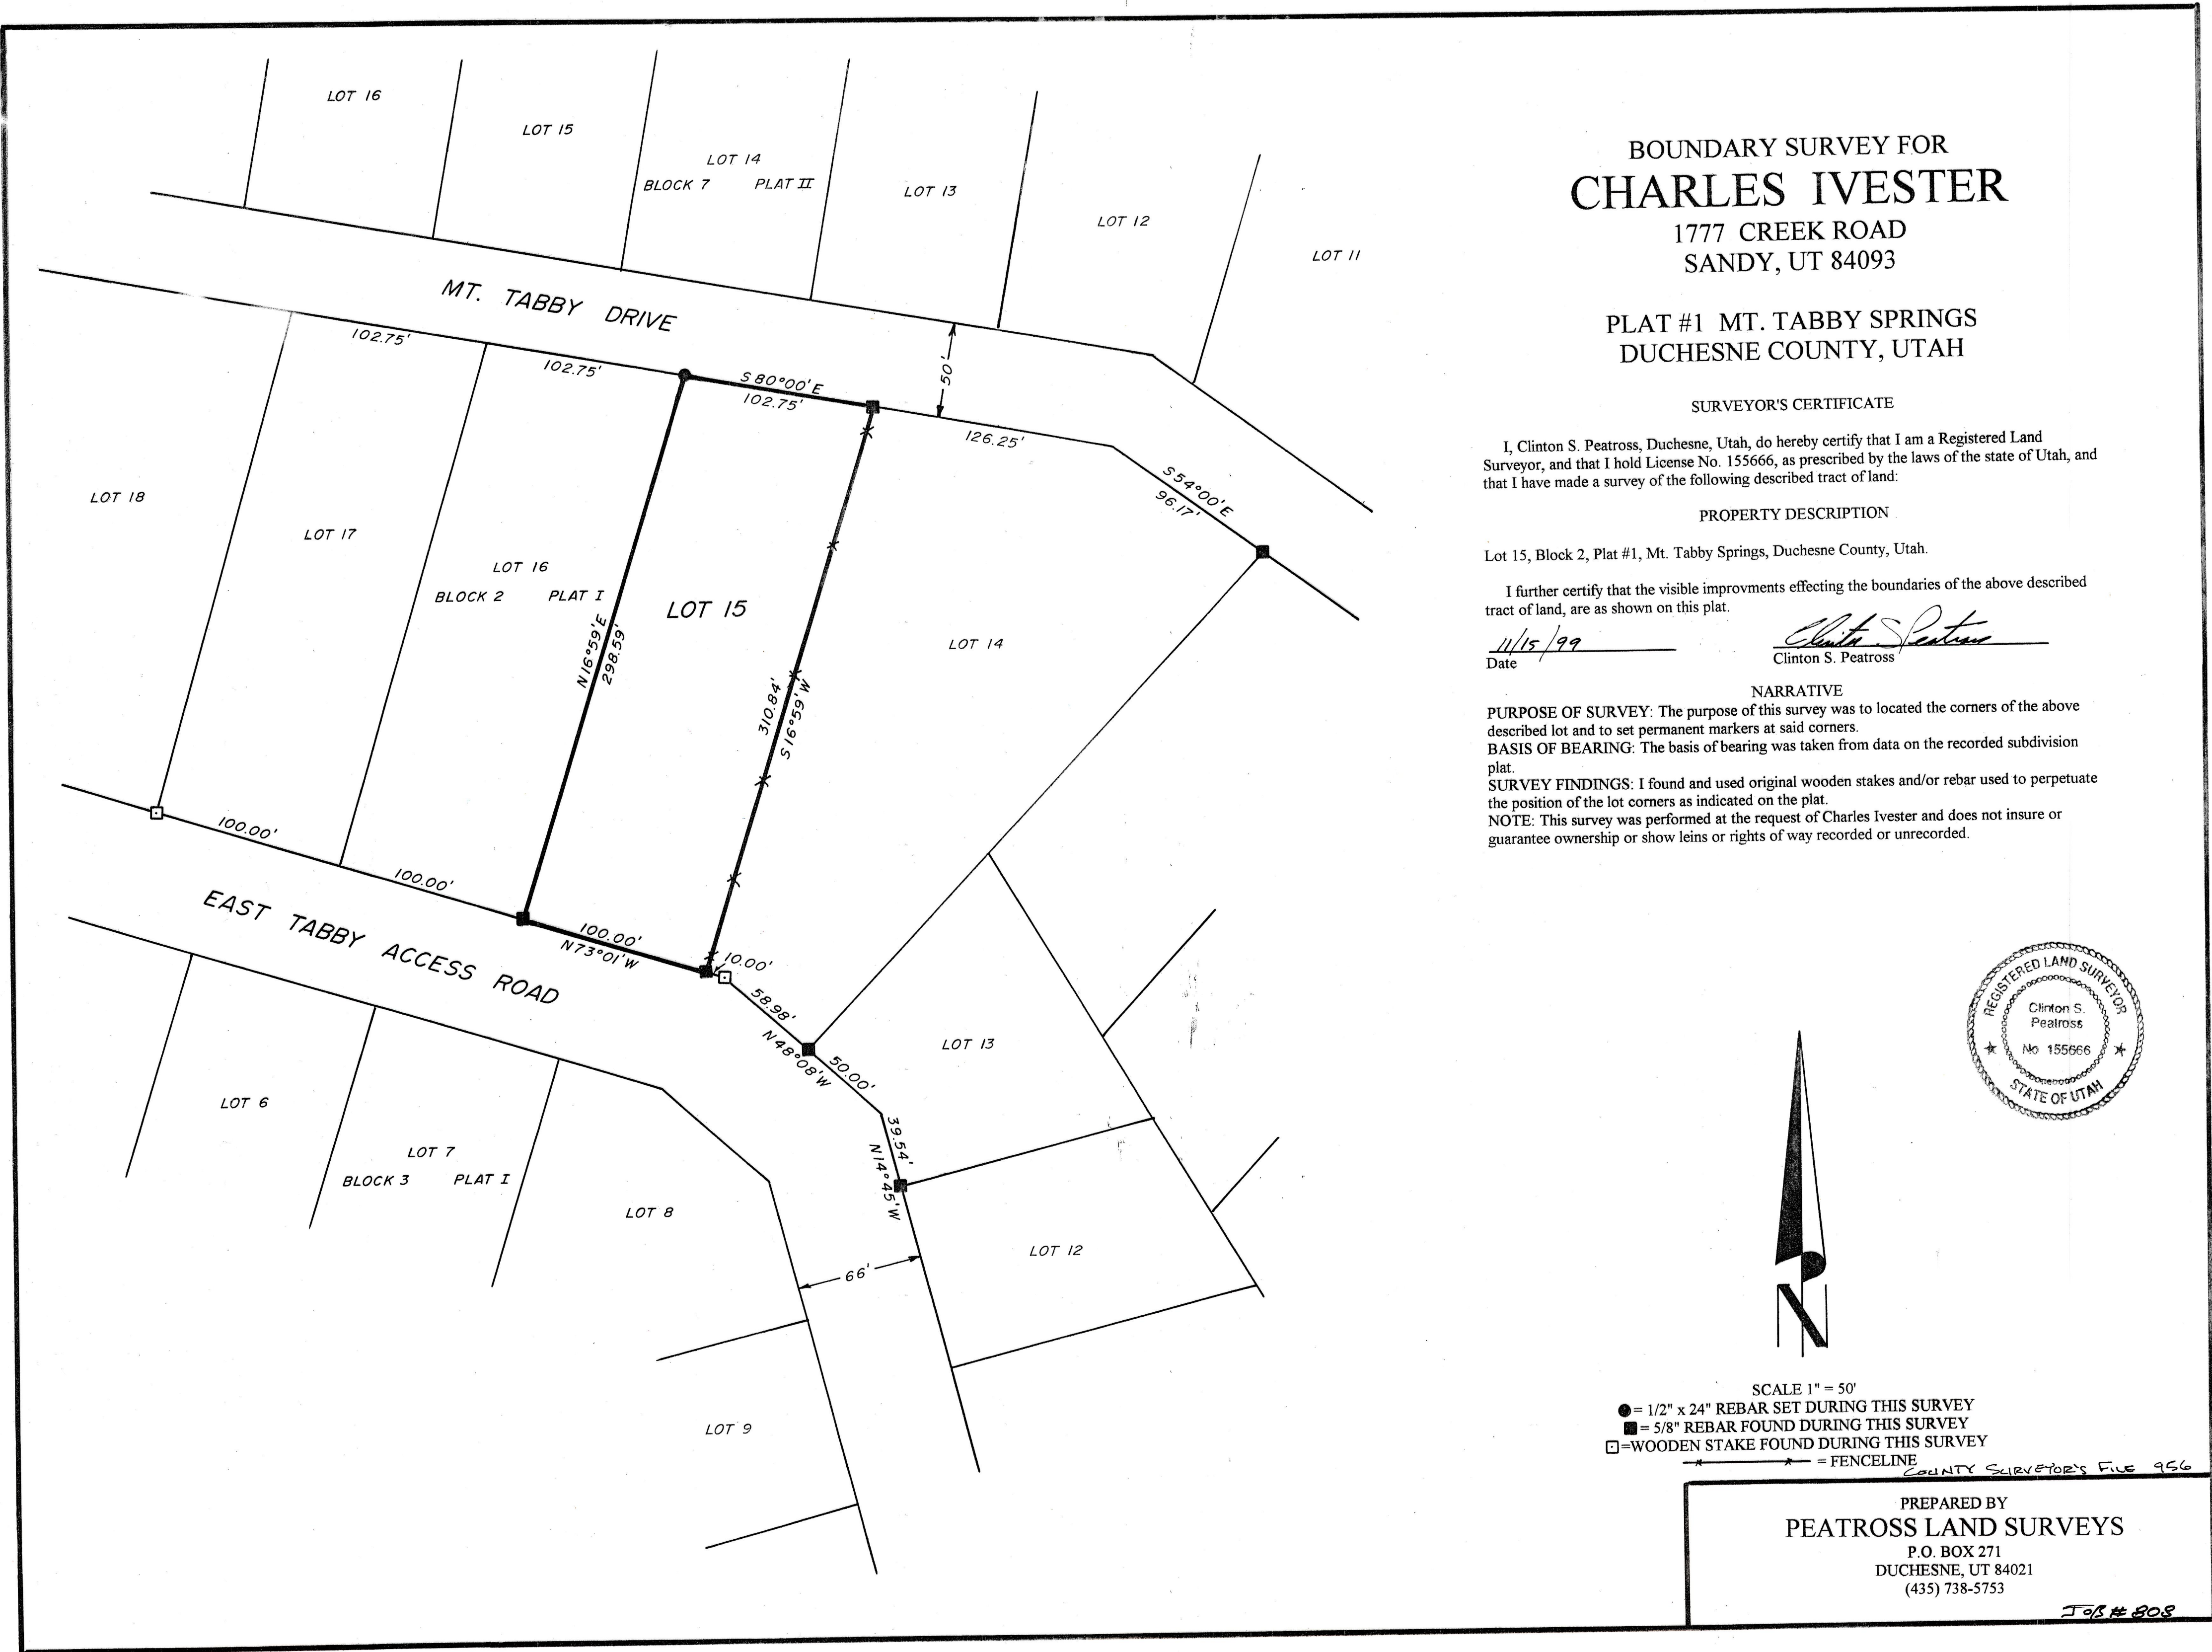 LOT 16
LOT 15
LOT 14
BLOCK 7 PLAT II
LOT 13
LOT 12
LOT 11
MT. TABBY DRIVE
102.75'
102.75'
S 80°00' E
102.75'
50'
126.25'
S 54°00' E
96.17'
LOT 18
LOT 17
LOT 16
BLOCK 2 PLAT I
N 16°59' E
298.59'
LOT 15
310.84'
S 16°59' W
LOT 14
100.00'
100.00'
100.00'
N 73°01' W
10.00'
EAST TABBY ACCESS ROAD
58.98'
N 48°08' W
50.00'
39.54'
N 14°45' W
LOT 13
LOT 6
LOT 7
BLOCK 3 PLAT I
LOT 8
66'
LOT 12
LOT 9
BOUNDARY SURVEY FOR
CHARLES IVESTER
1777 CREEK ROAD
SANDY, UT 84093
PLAT #1 MT. TABBY SPRINGS
DUCHESNE COUNTY, UTAH
SURVEYOR'S CERTIFICATE
I, Clinton S. Peatross, Duchesne, Utah, do hereby certify that I am a Registered Land
Surveyor, and that I hold License No. 155666, as prescribed by the laws of the state of Utah, and
that I have made a survey of the following described tract of land:
PROPERTY DESCRIPTION
Lot 15, Block 2, Plat #1, Mt. Tabby Springs, Duchesne County, Utah.
I further certify that the visible improvments effecting the boundaries of the above described
tract of land, are as shown on this plat.
11/15/99 Clinton S Peatross
Date Clinton S. Peatross
NARRATIVE
PURPOSE OF SURVEY: The purpose of this survey was to located the corners of the above
described lot and to set permanent markers at said corners.
BASIS OF BEARING: The basis of bearing was taken from data on the recorded subdivision
plat.
SURVEY FINDINGS: I found and used original wooden stakes and/or rebar used to perpetuate
the position of the lot corners as indicated on the plat.
NOTE: This survey was performed at the request of Charles Ivester and does not insure or
guarantee ownership or show leins or rights of way recorded or unrecorded.
REGISTERED LAND SURVEYOR
Clinton S.
Peatross
No 155666
STATE OF UTAH
N
SCALE 1" = 50'
= 1/2" x 24" REBAR SET DURING THIS SURVEY
= 5/8" REBAR FOUND DURING THIS SURVEY
=WOODEN STAKE FOUND DURING THIS SURVEY
= FENCELINE
COUNTY SURVEYOR'S FILE 956
PREPARED BY
PEATROSS LAND SURVEYS
P.O. BOX 271
DUCHESNE, UT 84021
(435) 738-5753
JOB # 808